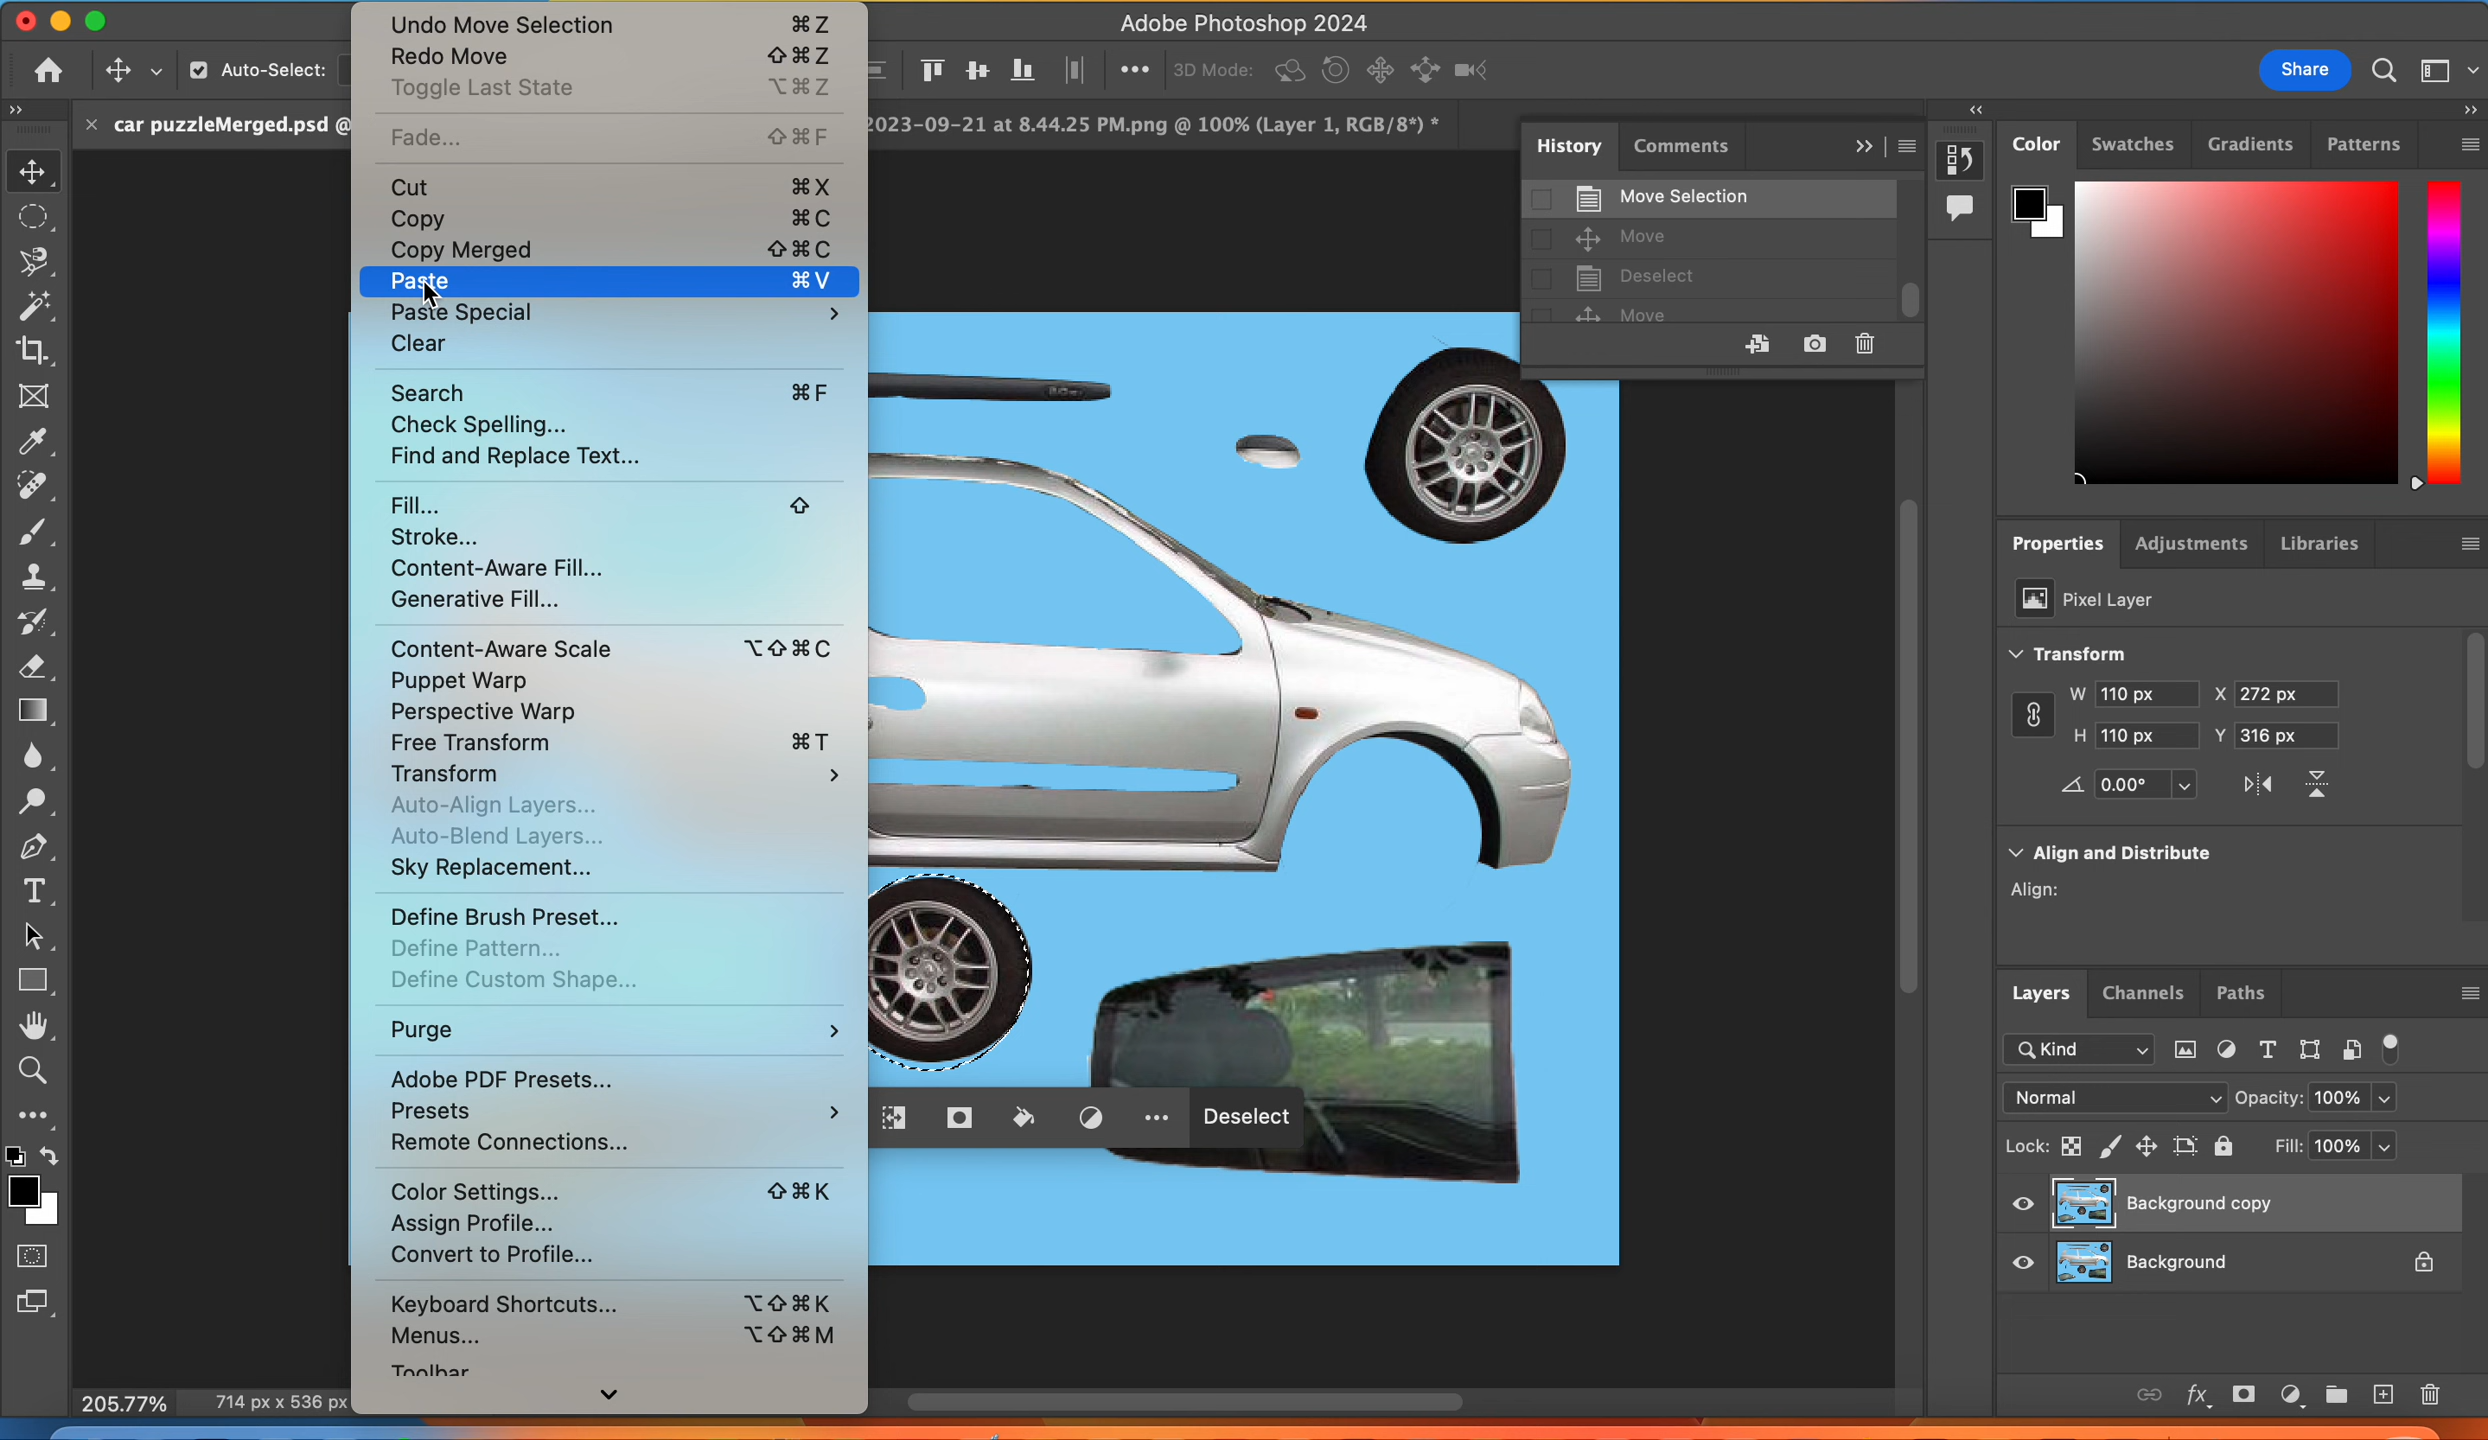 Adobe Photoshop 2024
Auto-Select:
3D Mode:
Share
car puzzleMerged.psd @
2023-09-21 at 8.44.25 PM.png @ 100% (Layer 1, RGB/8*) *
Undo Move Selection ⌘Z
Redo Move ⇧⌘Z
Toggle Last State ⌥⌘Z
Fade... ⇧⌘F
Cut ⌘X
Copy ⌘C
Copy Merged ⇧⌘C
Paste ⌘V
Paste Special
Clear
Search ⌘F
Check Spelling...
Find and Replace Text...
Fill... ⇧
Stroke...
Content-Aware Fill...
Generative Fill...
Content-Aware Scale ⌥⇧⌘C
Puppet Warp
Perspective Warp
Free Transform ⌘T
Transform
Auto-Align Layers...
Auto-Blend Layers...
Sky Replacement...
Define Brush Preset...
Define Pattern...
Define Custom Shape...
Purge
Adobe PDF Presets...
Presets
Remote Connections...
Color Settings... ⇧⌘K
Assign Profile...
Convert to Profile...
Keyboard Shortcuts... ⌥⇧⌘K
Menus... ⌥⇧⌘M
Toolbar
205.77% 714 px x 536 px
Deselect
History Comments
Move Selection
Move
Deselect
Move
Color Swatches Gradients Patterns
Properties Adjustments Libraries
Pixel Layer
Transform
W 110 px X 272 px
H 110 px Y 316 px
0.00°
Align and Distribute
Align:
Layers Channels Paths
Kind
Normal Opacity: 100%
Lock: Fill: 100%
Background copy
Background